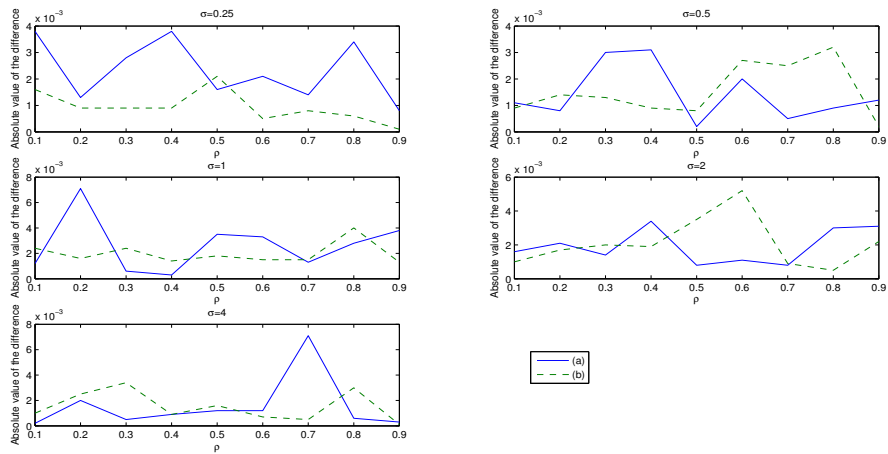 σ=0.25
x 10⁻³
Absolute value of the difference
4
3
2
1
0
0.1 0.2 0.3 0.4 0.5 0.6 0.7 0.8 0.9
ρ
σ=0.5
x 10⁻³
Absolute value of the difference
4
3
2
1
0
0.1 0.2 0.3 0.4 0.5 0.6 0.7 0.8 0.9
ρ
σ=1
x 10⁻³
Absolute value of the difference
8
6
4
2
0
0.1 0.2 0.3 0.4 0.5 0.6 0.7 0.8 0.9
ρ
σ=2
x 10⁻³
Absolute value of the difference
6
4
2
0
0.1 0.2 0.3 0.4 0.5 0.6 0.7 0.8 0.9
ρ
σ=4
x 10⁻³
Absolute value of the difference
8
6
4
2
0
0.1 0.2 0.3 0.4 0.5 0.6 0.7 0.8 0.9
ρ
(a)
(b)